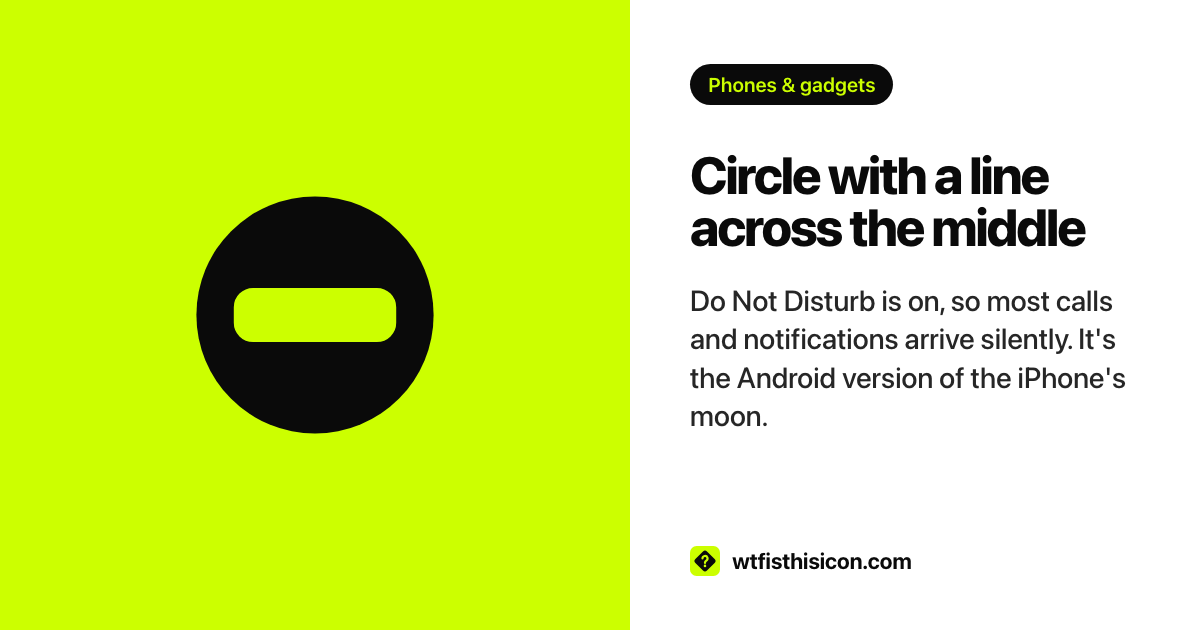 Phones & gadgets
Circle with a line
across the middle
Do Not Disturb is on, so most calls
and notifications arrive silently. It's
the Android version of the iPhone's
moon.
?
wtfisthisicon.com